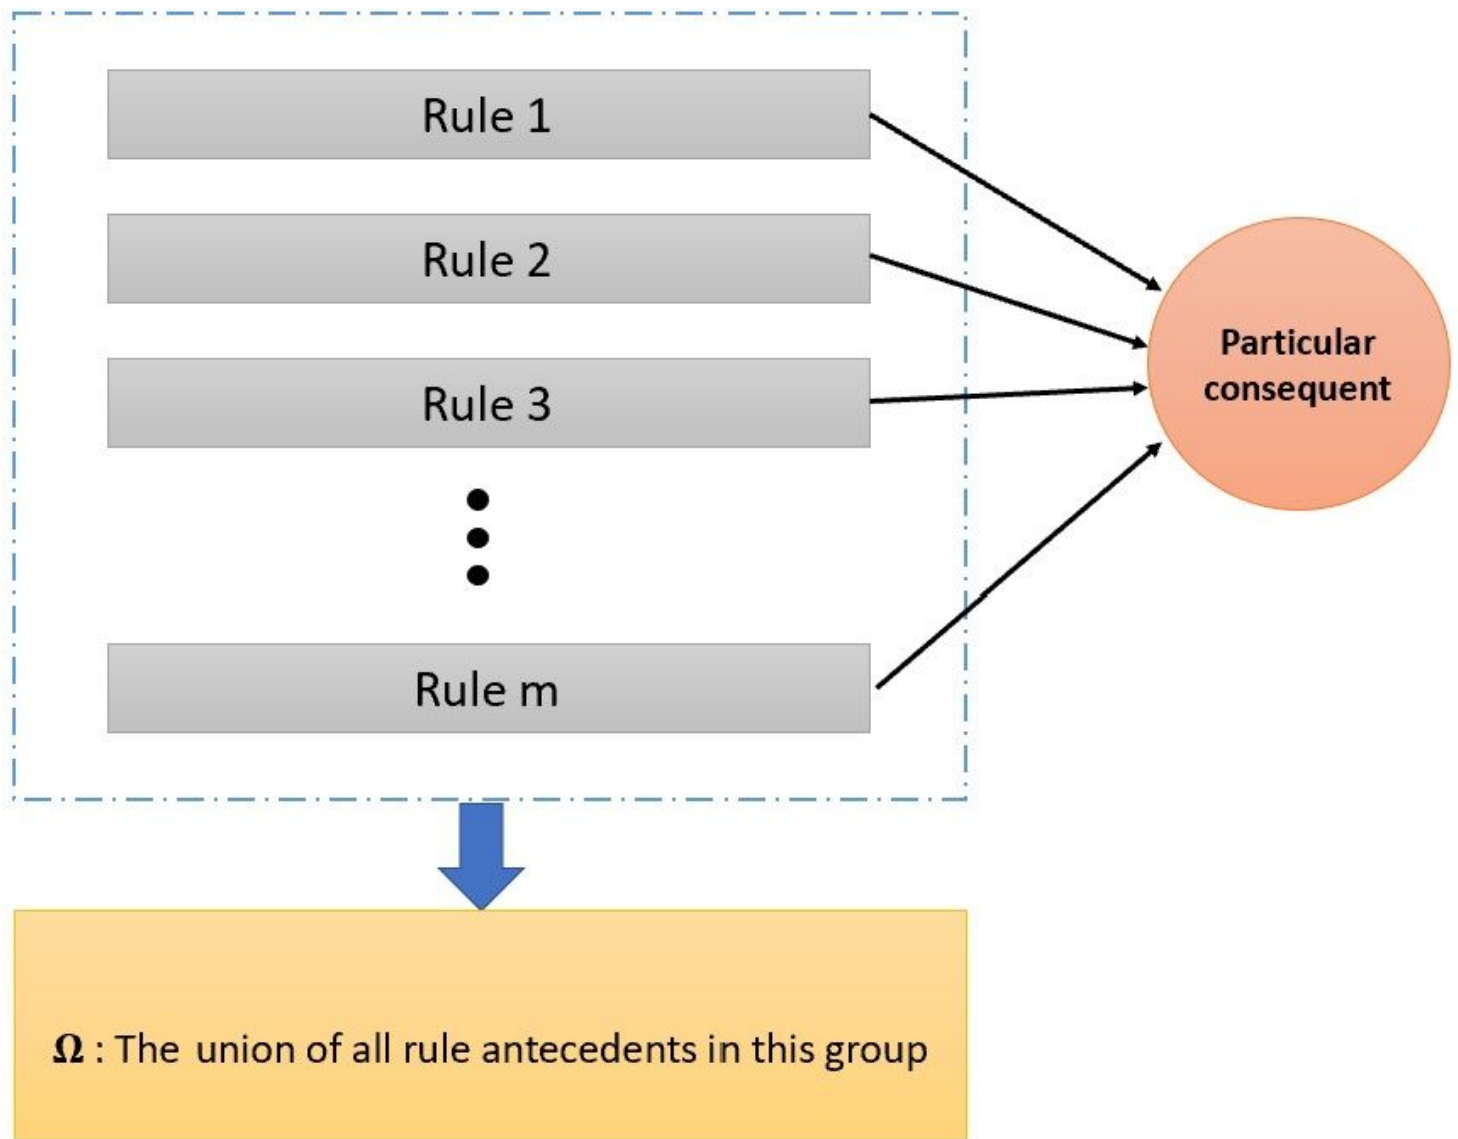 Rule 1
Rule 2
Rule 3
Rule m
Particular
consequent
Ω : The union of all rule antecedents in this group